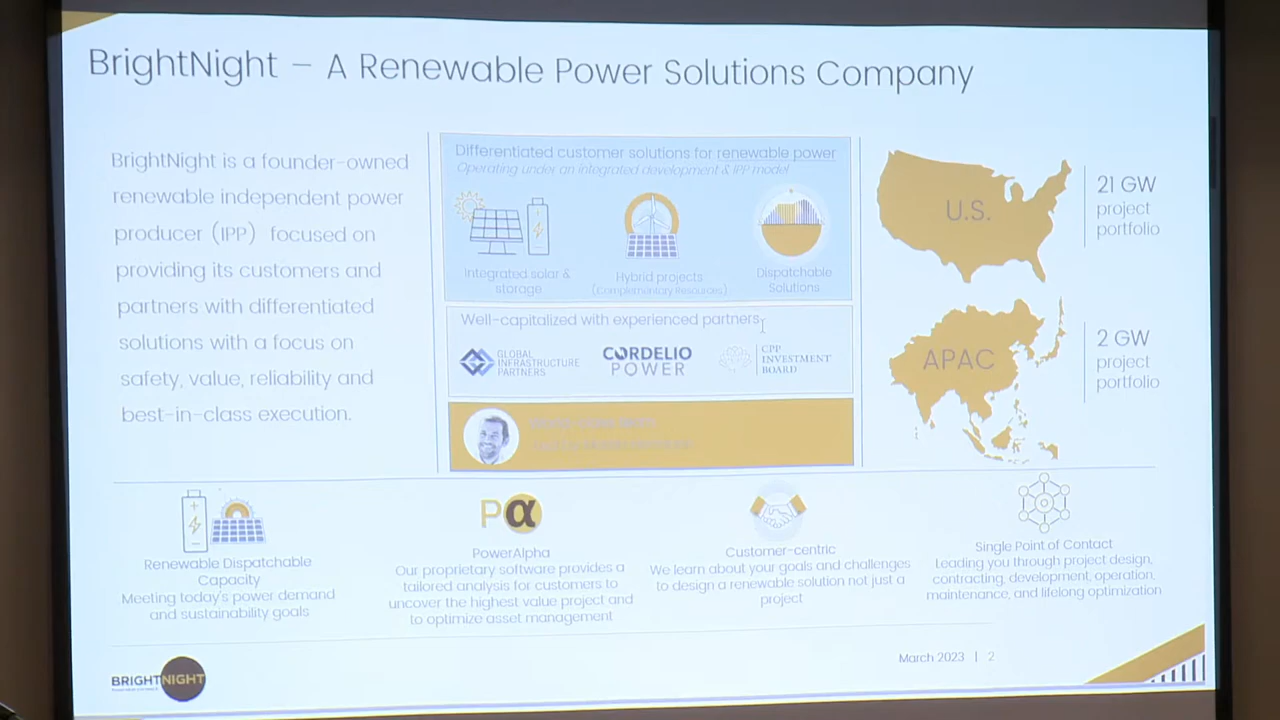 BrightNight – A Renewable Power Solutions Company
BrightNight is a founder-owned
renewable independent power
producer (IPP) focused on
providing its customers and
partners with differentiated
solutions with a focus on
safety, value, reliability and
best-in-class execution.
Differentiated customer solutions for renewable power
Operating under an integrated development & IPP model
Integrated solar &
storage
Hybrid projects
(Complementary Resources)
Dispatchable
Solutions
Well-capitalized with experienced partners
GLOBAL
INFRASTRUCTURE
PARTNERS
CORDELIO
POWER
CPP
INVESTMENT
BOARD
U.S.
21 GW
project
portfolio
APAC
2 GW
project
portfolio
Renewable Dispatchable
Capacity
Meeting today's power demand
and sustainability goals
Pα
PowerAlpha
Our proprietary software provides a
tailored analysis for customers to
uncover the highest value project and
to optimize asset management
Customer-centric
We learn about your goals and challenges
to design a renewable solution not just a
project
Single Point of Contact
Leading you through project design,
contracting, development, operation,
maintenance, and lifelong optimization
BRIGHTNIGHT
March 2023 | 2